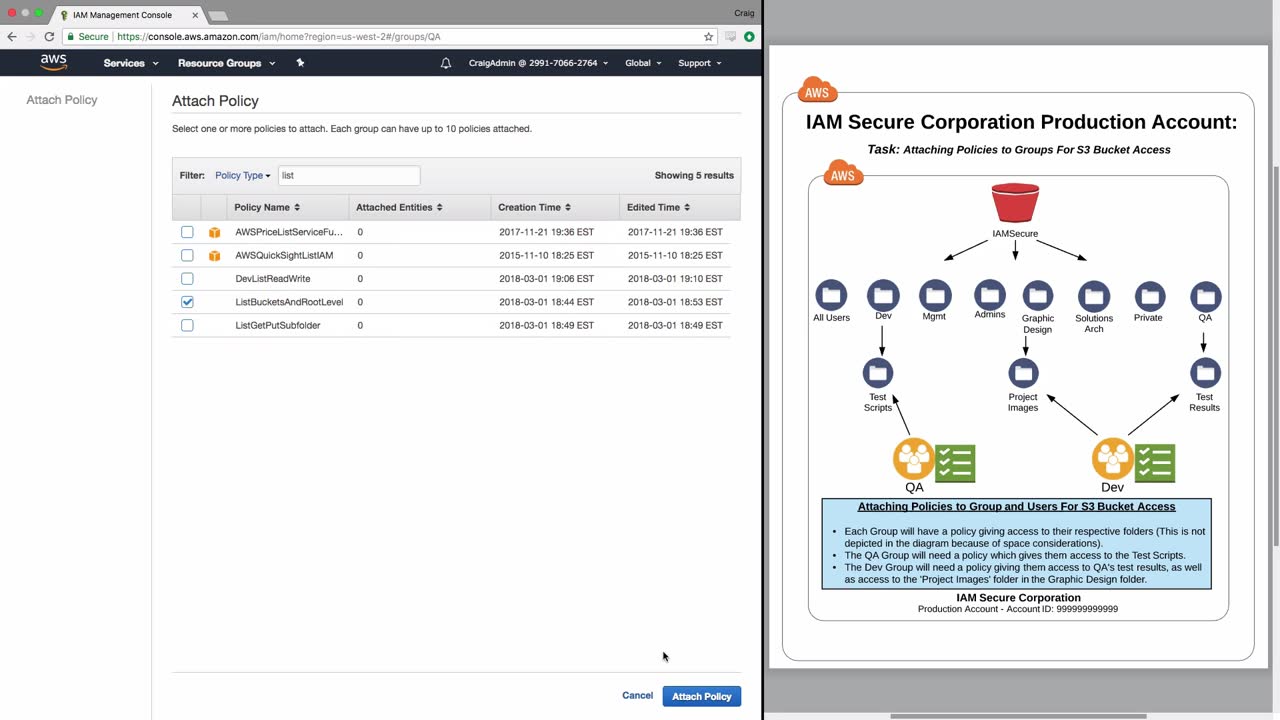 IAM Management Console
Craig
Secure
https://console.aws.amazon.com/iam/home?region=us-west-2#/groups/QA
aws
Services
Resource Groups
CraigAdmin @ 2991-7066-2764
Global
Support
Attach Policy
Attach Policy
Select one or more policies to attach. Each group can have up to 10 policies attached.
Filter: Policy Type list Showing 5 results
Policy Name Attached Entities Creation Time Edited Time
AWSPriceListServiceFu... 0 2017-11-21 19:36 EST 2017-11-21 19:36 EST
AWSQuickSightListIAM 0 2015-11-10 18:25 EST 2015-11-10 18:25 EST
DevListReadWrite 0 2018-03-01 19:06 EST 2018-03-01 19:10 EST
ListBucketsAndRootLevel 0 2018-03-01 18:44 EST 2018-03-01 18:53 EST
ListGetPutSubfolder 0 2018-03-01 18:49 EST 2018-03-01 18:49 EST
Cancel Attach Policy
AWS
IAM Secure Corporation Production Account:
Task: Attaching Policies to Groups For S3 Bucket Access
AWS
IAMSecure
All Users
Dev
Mgmt
Admins
Graphic
Design
Solutions
Arch
Private
QA
Test
Scripts
Project
Images
Test
Results
QA
Dev
Attaching Policies to Group and Users For S3 Bucket Access
• Each Group will have a policy giving access to their respective folders (This is not
depicted in the diagram because of space considerations).
• The QA Group will need a policy which gives them access to the Test Scripts.
• The Dev Group will need a policy giving them access to QA's test results, as well
as access to the 'Project Images' folder in the Graphic Design folder.
IAM Secure Corporation
Production Account - Account ID: 999999999999